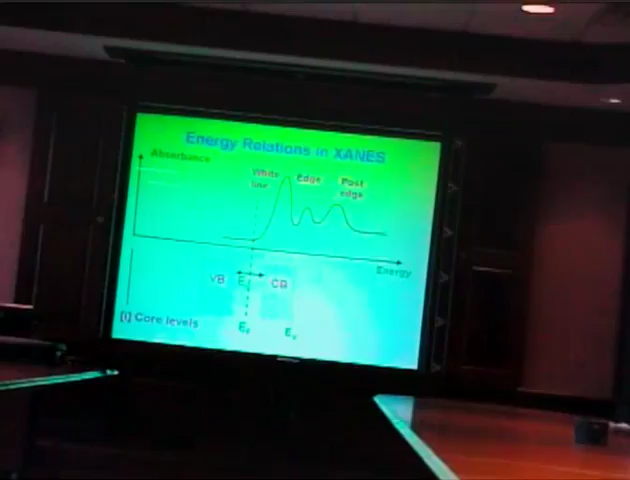 Energy Relations in XANES
Absorbance
White
line
Edge
Post
edge
Energy
VB
CB
[i] Core levels